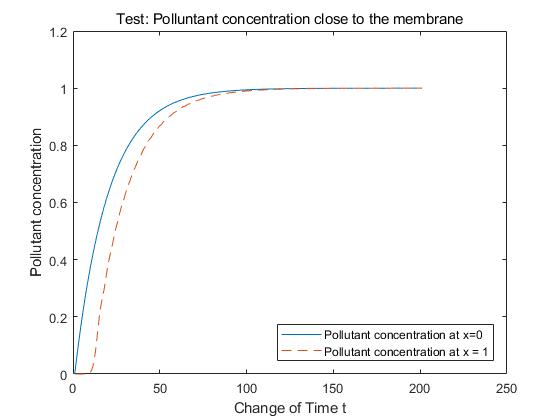 Test: Polluntant concentration close to the membrane
1.2
1
0.8
0.6
0.4
0.2
0
Pollutant concentration
Pollutant concentration at x=0
Pollutant concentration at x = 1
0 50 100 150 200 250
Change of Time t